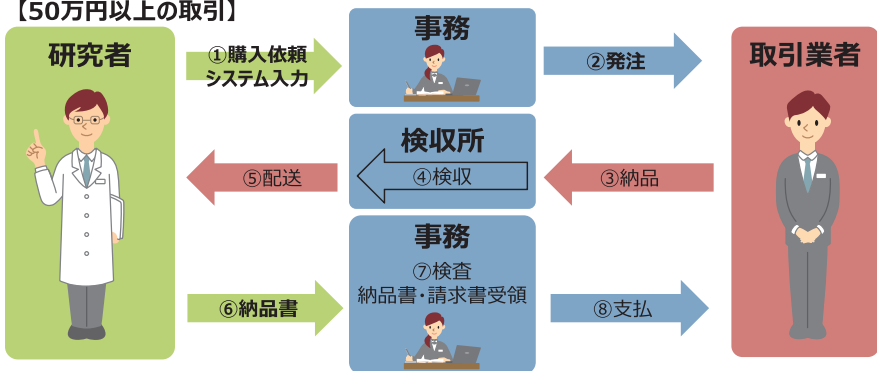 【50万円以上の取引】
研究者
①購入依頼
システム入力
事務
②発注
取引業者
検収所
⑤配送
④検収
③納品
事務
⑦検査
納品書・請求書受領
⑥納品書
⑧支払